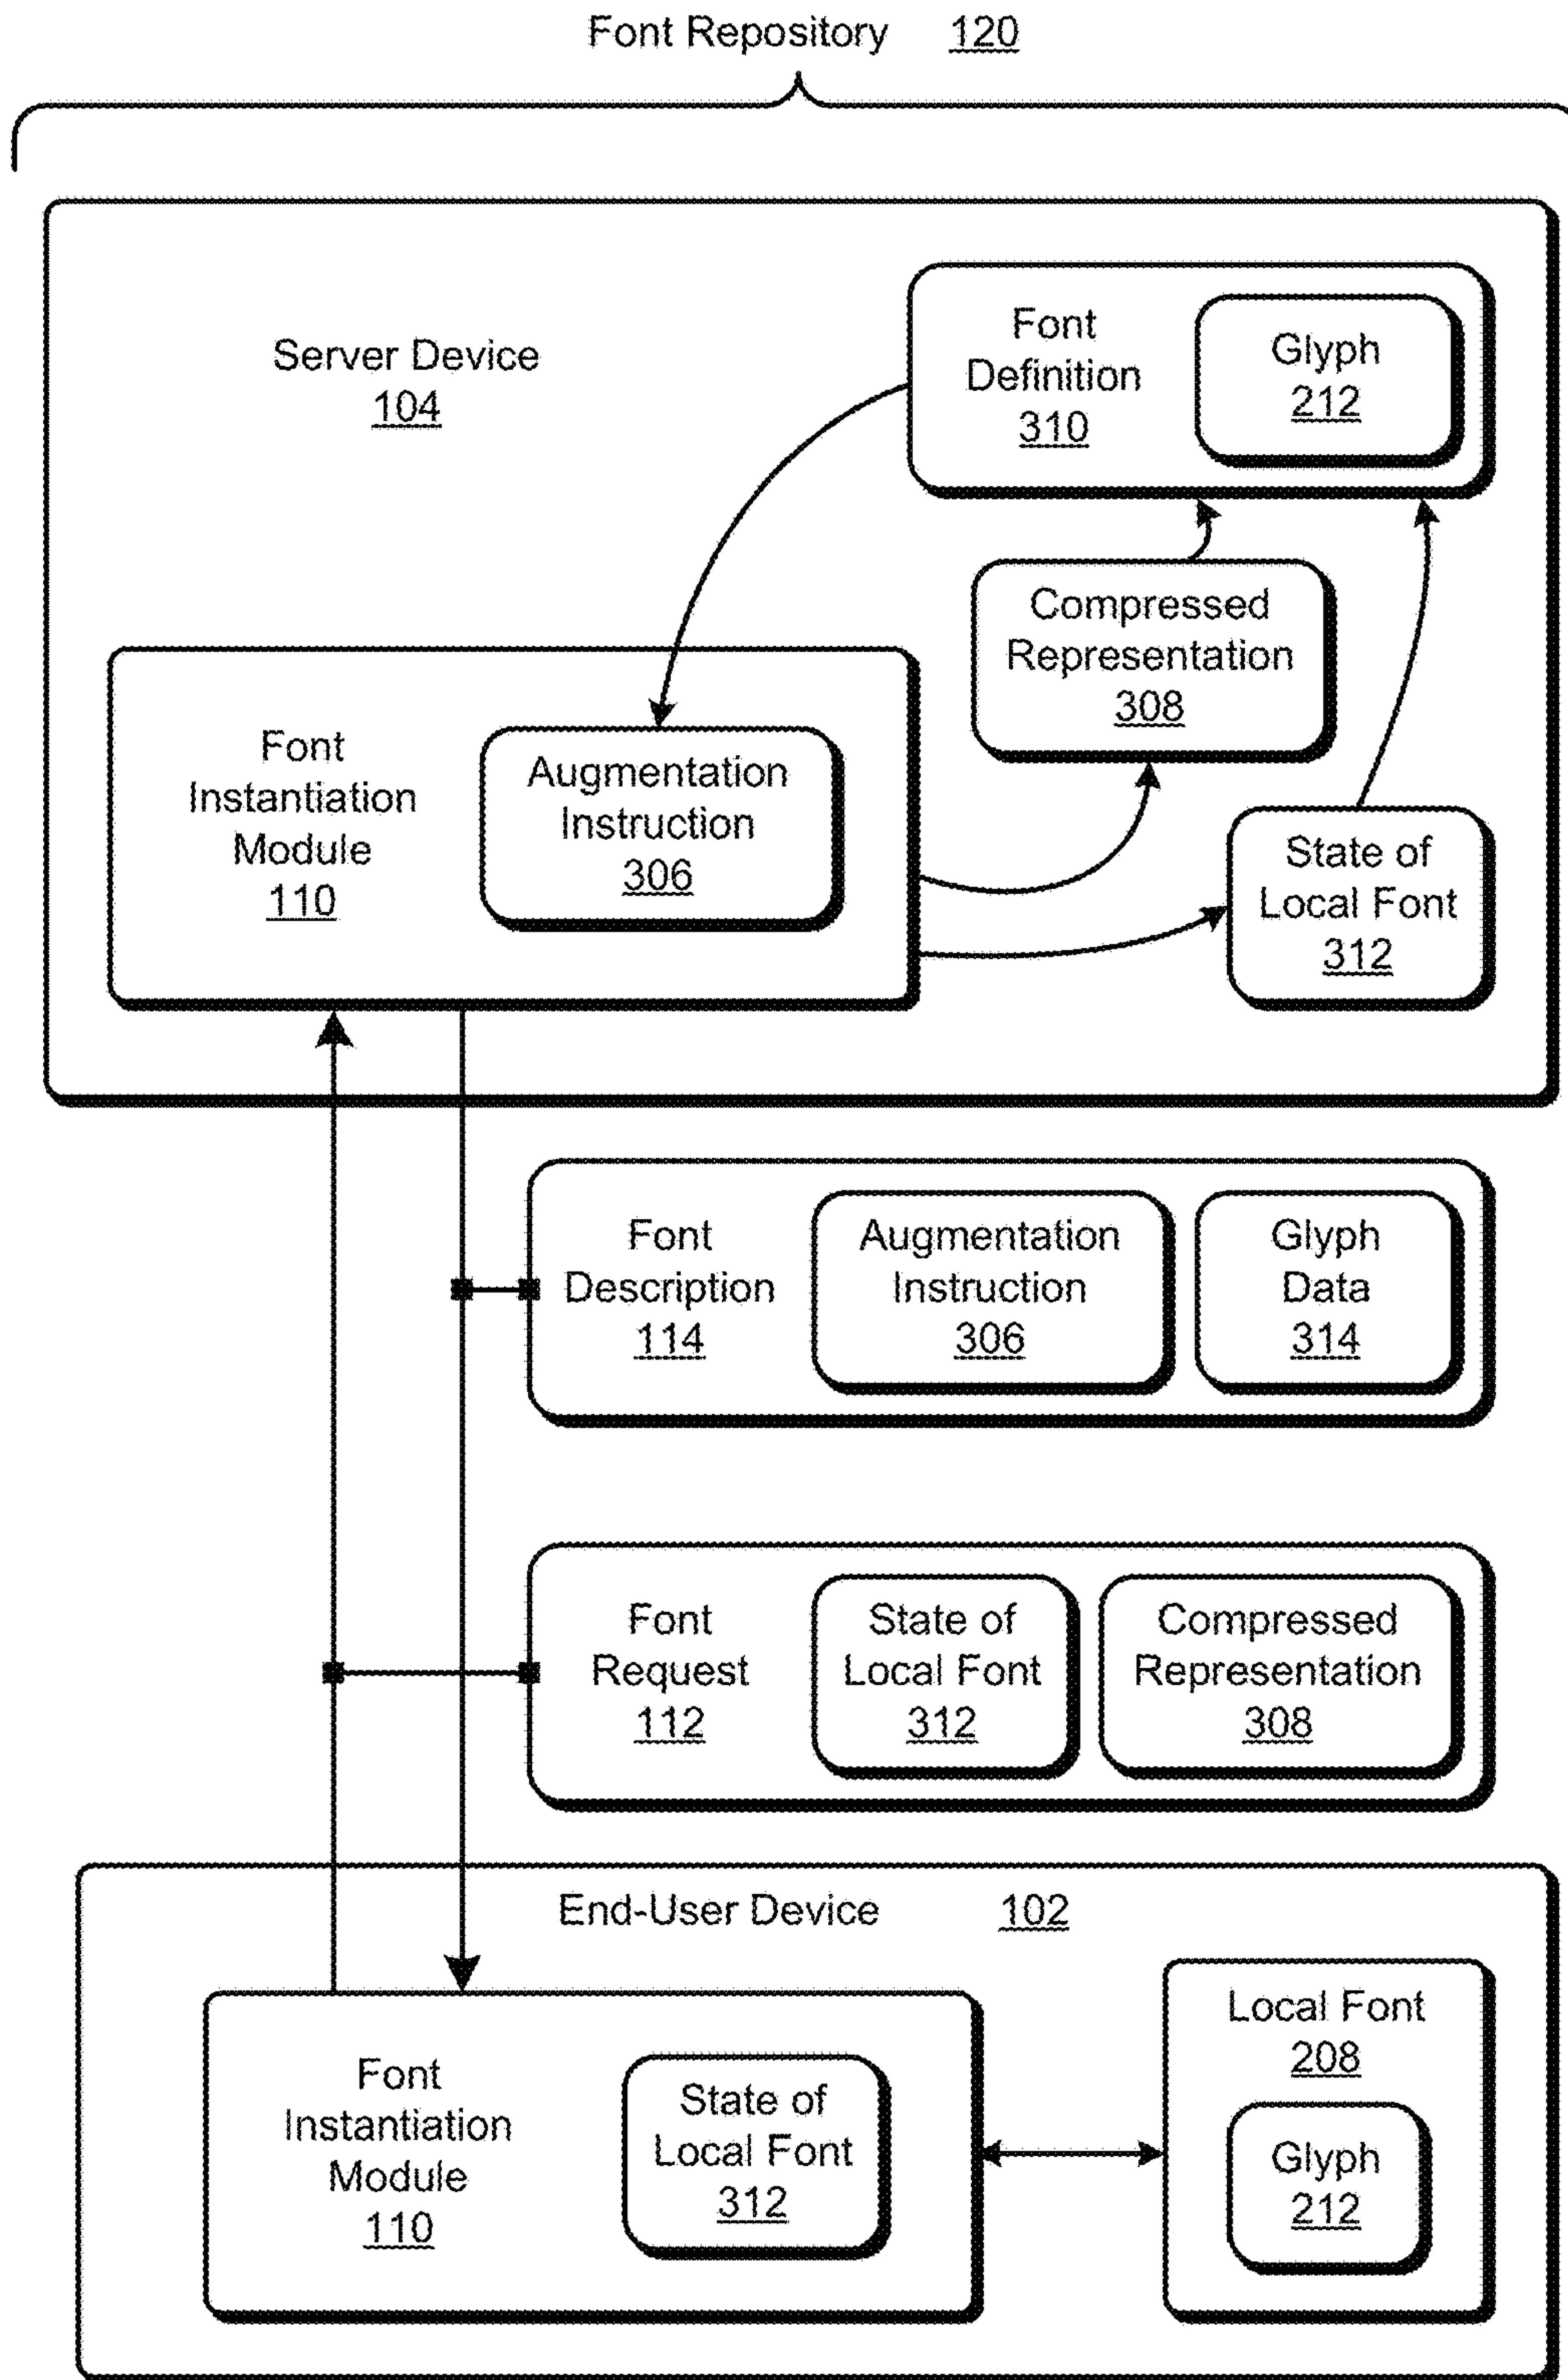 Font Repository 120
Server Device
104
Font
Definition
310
Glyph
212
Compressed
Representation
308
Font
Instantiation
Module
110
Augmentation
Instruction
306
State of
Local Font
312
Font
Description
114
Augmentation
Instruction
306
Glyph
Data
314
Font
Request
112
State of
Local Font
312
Compressed
Representation
308
End-User Device 102
Font
Instantiation
Module
110
State of
Local Font
312
Local Font
208
Glyph
212